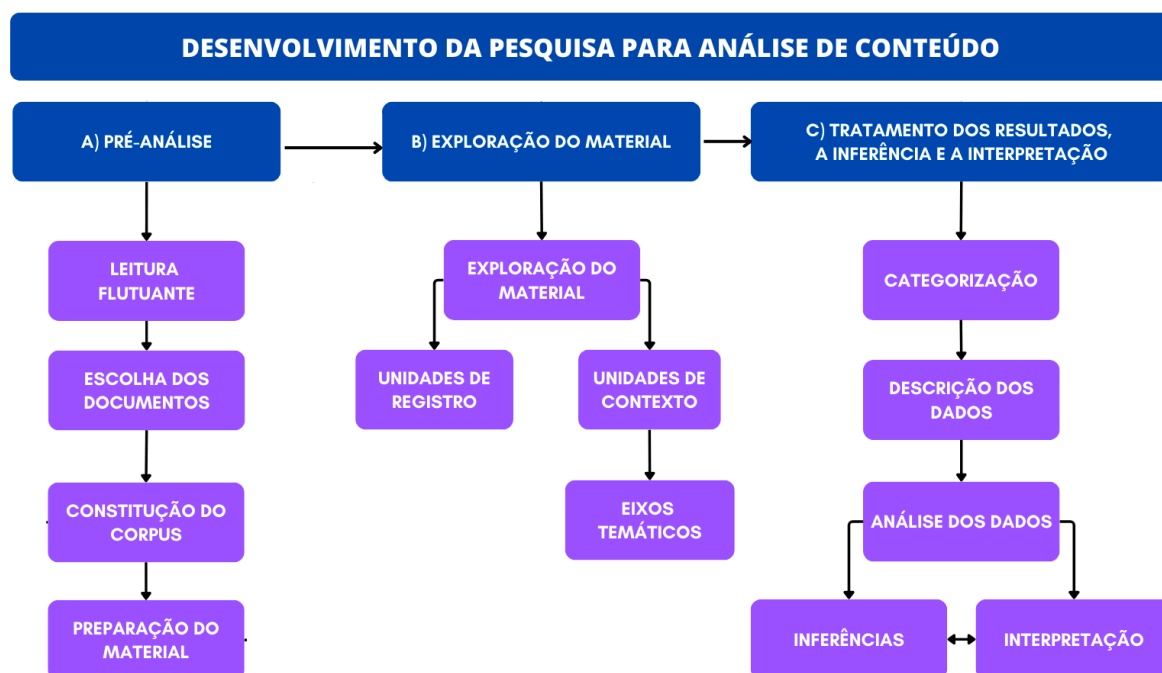 DESENVOLVIMENTO DA PESQUISA PARA ANÁLISE DE CONTEÚDO
A) PRÉ-ANÁLISE
B) EXPLORAÇÃO DO MATERIAL
C) TRATAMENTO DOS RESULTADOS,
A INFERÊNCIA E A INTERPRETAÇÃO
LEITURA
FLUTUANTE
ESCOLHA DOS
DOCUMENTOS
CONSTITUÇÃO DO
CORPUS
PREPARAÇÃO DO
MATERIAL
EXPLORAÇÃO DO
MATERIAL
UNIDADES DE
REGISTRO
UNIDADES DE
CONTEXTO
EIXOS
TEMÁTICOS
CATEGORIZAÇÃO
DESCRIÇÃO DOS
DADOS
ANÁLISE DOS DADOS
INFERÊNCIAS
INTERPRETAÇÃO